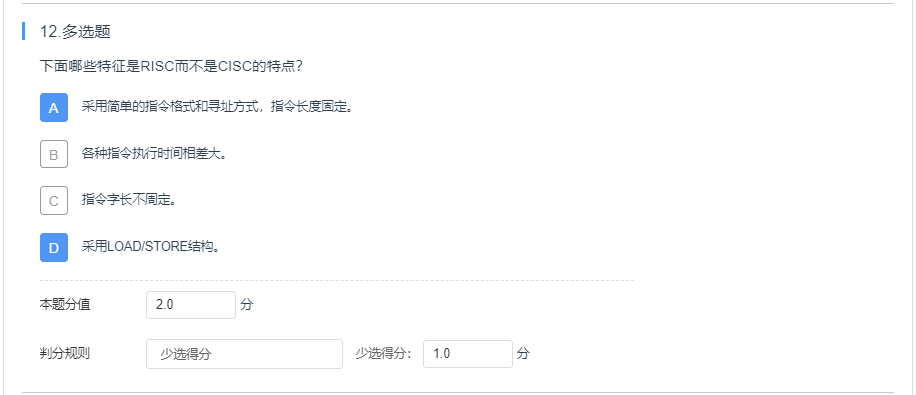 12.多选题
下面哪些特征是RISC而不是CISC的特点？
A 采用简单的指令格式和寻址方式，指令长度固定。
B 各种指令执行时间相差大。
C 指令字长不周定。
D 采用LOAD/STORE结构。
本题分值 2.0 分
判分规则 少选得分 少选得分： 1.0 分